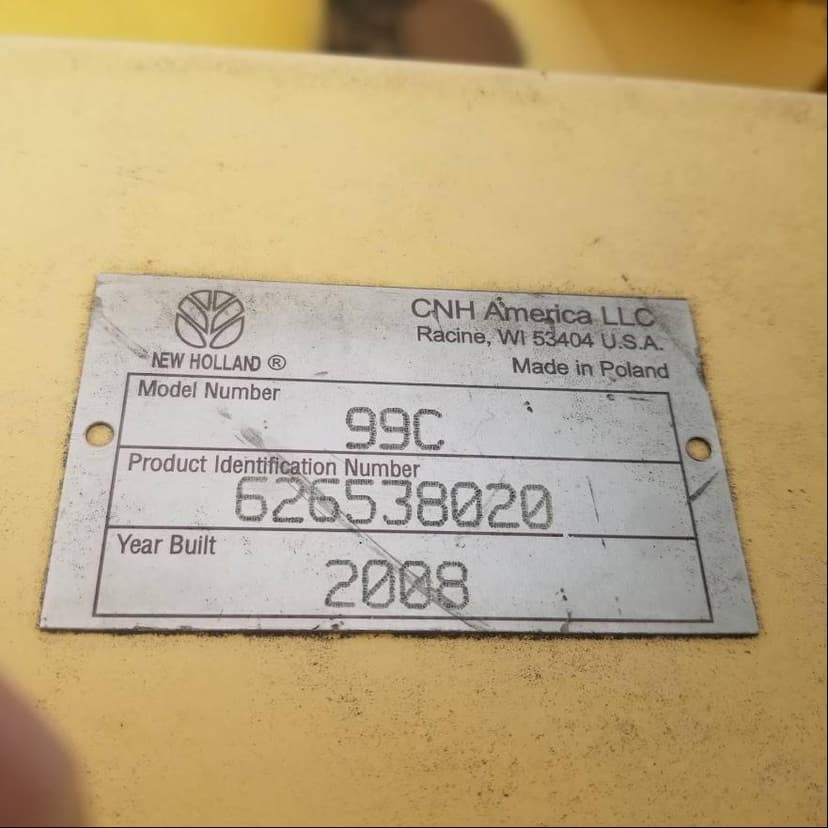 CNH America LLC
Racine, WI 53404 U.S.A.
NEW HOLLAND ®
Made in Poland
Model Number
99C
Product Identification Number
626538020
Year Built
2008